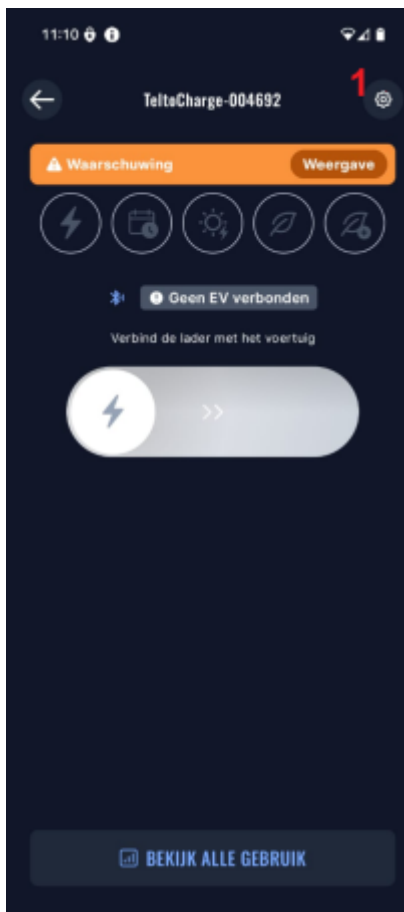 11:10
TeltoCharge-004692
1
Waarschuwing
Weergave
Geen EV verbonden
Verbind de lader met het voertuig
BEKIJK ALLE GEBRUIK